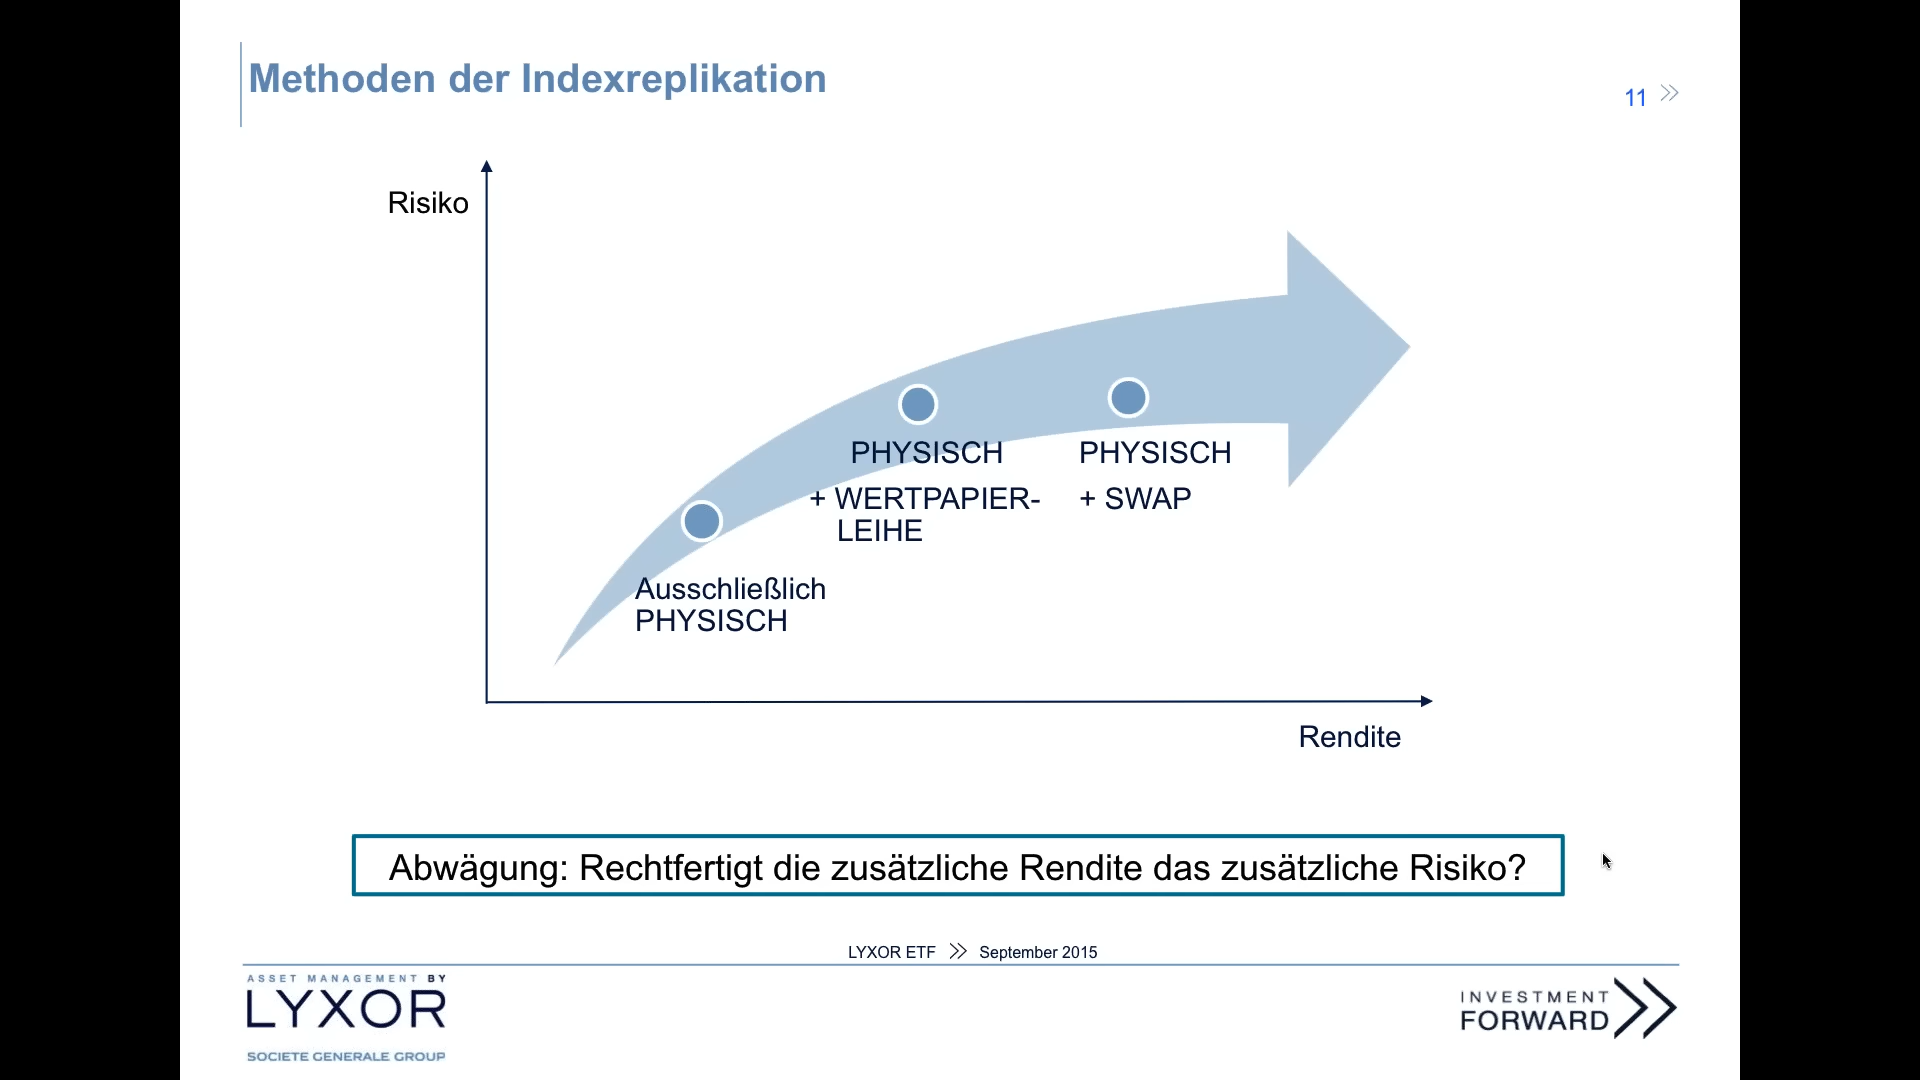 Methoden der Indexreplikation
11
Risiko
PHYSISCH
+ WERTPAPIER-
LEIHE
PHYSISCH
+ SWAP
Ausschließlich
PHYSISCH
Rendite
Abwägung: Rechtfertigt die zusätzliche Rendite das zusätzliche Risiko?
LYXOR ETF September 2015
ASSET MANAGEMENT BY
LYXOR
SOCIETE GENERALE GROUP
INVESTMENT
FORWARD